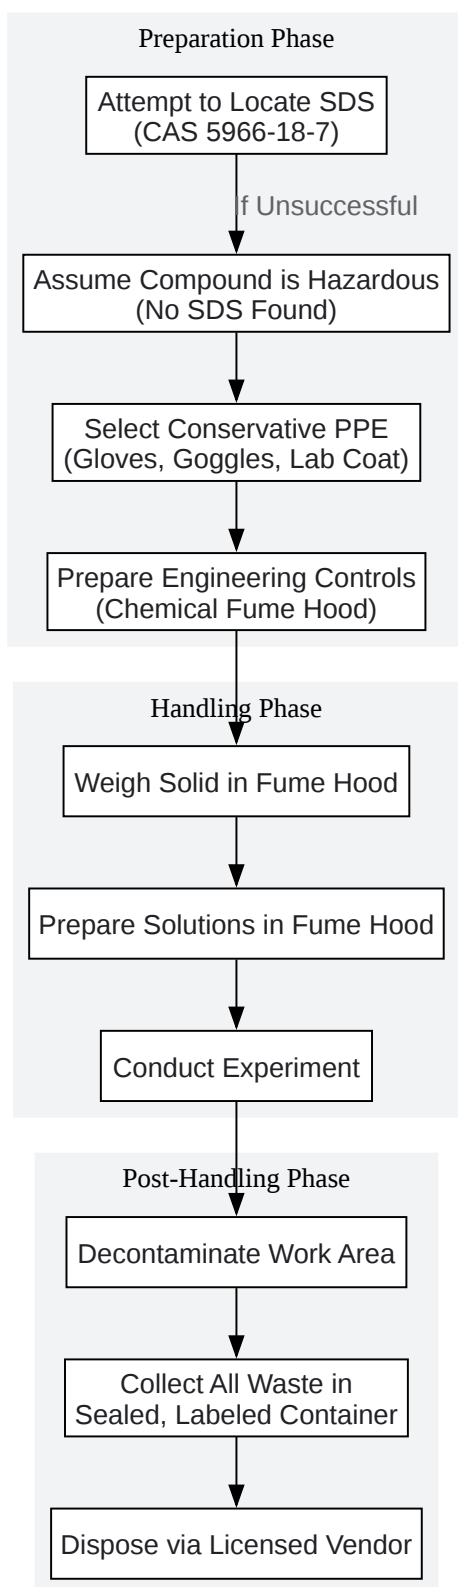 Preparation Phase
Attempt to Locate SDS
(CAS 5966-18-7)
If Unsuccessful
Assume Compound is Hazardous
(No SDS Found)
Select Conservative PPE
(Gloves, Goggles, Lab Coat)
Prepare Engineering Controls
(Chemical Fume Hood)
Handling Phase
Weigh Solid in Fume Hood
Prepare Solutions in Fume Hood
Conduct Experiment
Post-Handling Phase
Decontaminate Work Area
Collect All Waste in
Sealed, Labeled Container
Dispose via Licensed Vendor